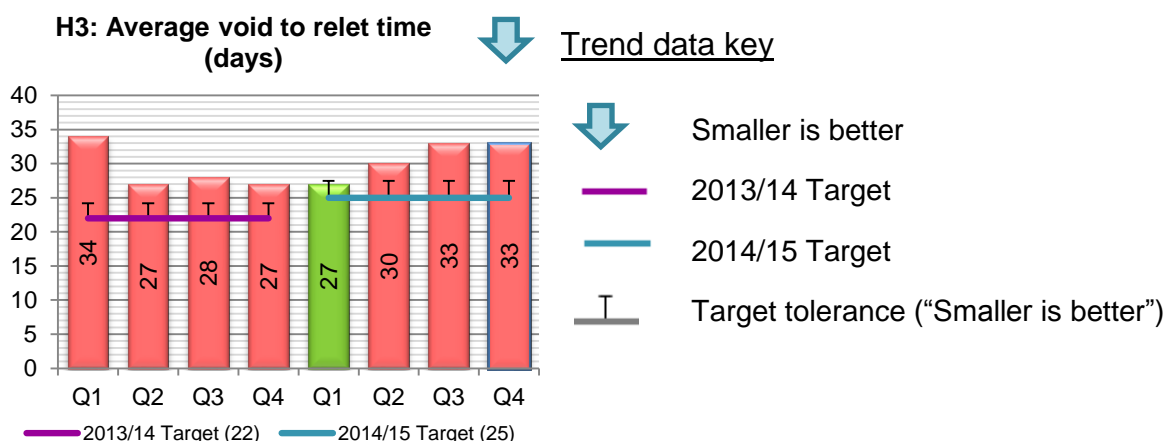 H3: Average void to relet time
(days)
40
35
30
25
20
15
10
5
0
34
27
28
27
27
30
33
33
Q1 Q2 Q3 Q4 Q1 Q2 Q3 Q4
2013/14 Target (22) 2014/15 Target (25)
Trend data key
Smaller is better
2013/14 Target
2014/15 Target
Target tolerance (“Smaller is better”)